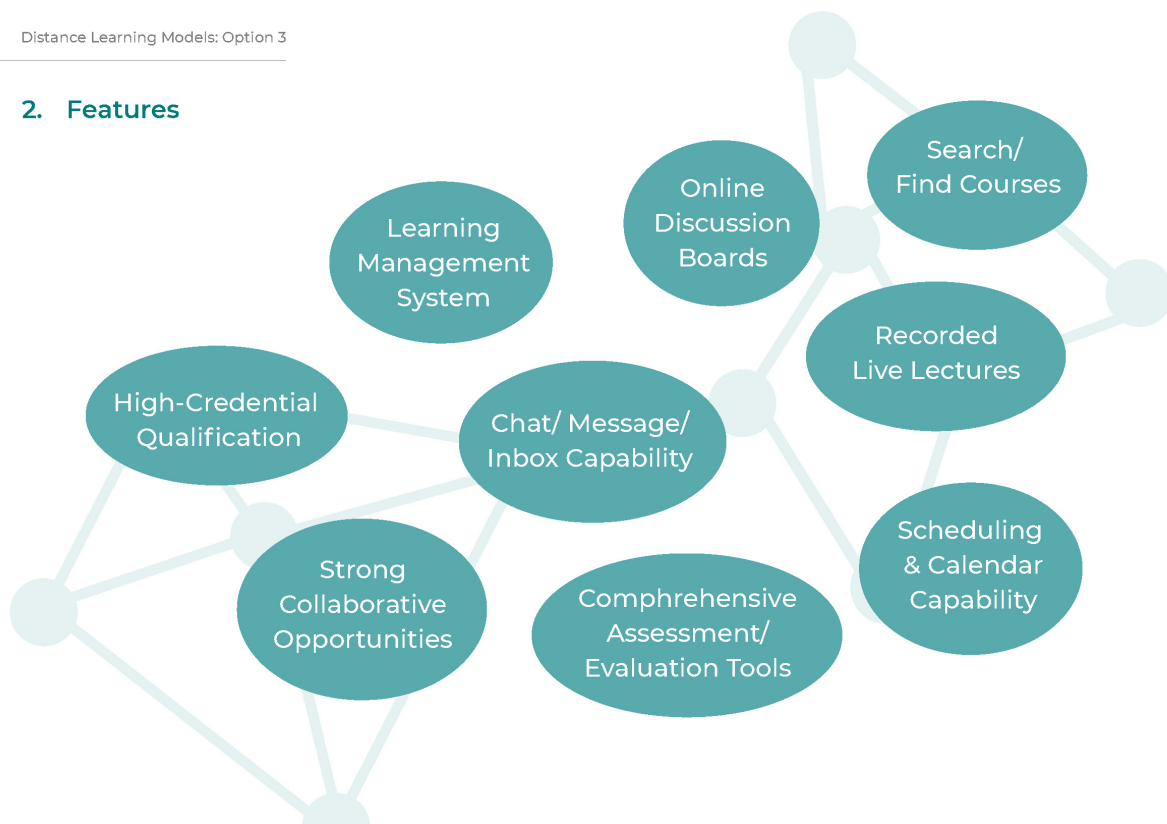 Distance Learning Models: Option 3
2. Features
Search/
Find Courses
Online
Discussion
Boards
Learning
Management
System
Recorded
Live Lectures
High-Credential
Qualification
Chat/ Message/
Inbox Capability
Scheduling
& Calendar
Capability
Strong
Collaborative
Opportunities
Comphrehensive
Assessment/
Evaluation Tools